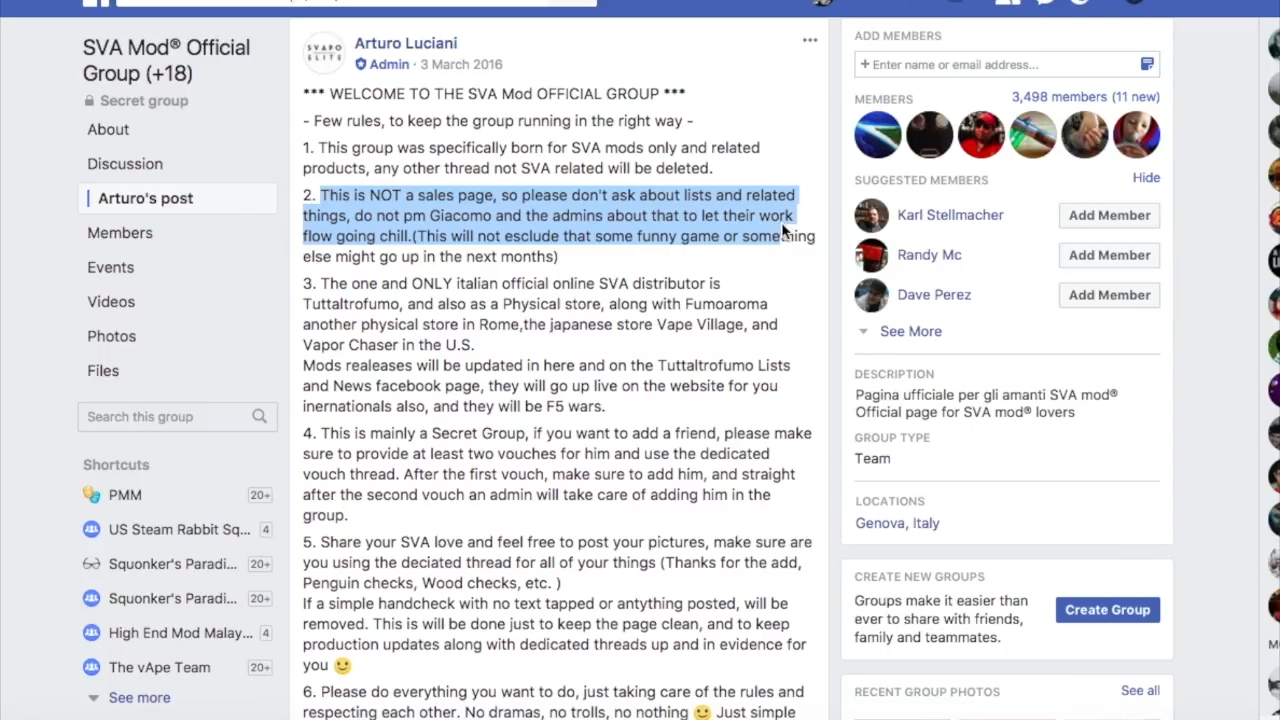 SVA Mod® Official
Group (+18)
Secret group
About
Discussion
Arturo's post
Members
Events
Videos
Photos
Files
Search this group
Shortcuts
PMM 20+
US Steam Rabbit Sq... 4
Squonker's Paradi... 20+
Squonker's Paradi... 20+
High End Mod Malay... 4
The vApe Team 20+
See more
SVAPO
ELITE
Arturo Luciani
Admin · 3 March 2016
*** WELCOME TO THE SVA Mod OFFICIAL GROUP ***
- Few rules, to keep the group running in the right way -
1. This group was specifically born for SVA mods only and related
products, any other thread not SVA related will be deleted.
2. This is NOT a sales page, so please don't ask about lists and related
things, do not pm Giacomo and the admins about that to let their work
flow going chill.(This will not esclude that some funny game or something
else might go up in the next months)
3. The one and ONLY italian official online SVA distributor is
Tuttaltrofumo, and also as a Physical store, along with Fumoaroma
another physical store in Rome,the japanese store Vape Village, and
Vapor Chaser in the U.S.
Mods realeases will be updated in here and on the Tuttaltrofumo Lists
and News facebook page, they will go up live on the website for you
inernationals also, and they will be F5 wars.
4. This is mainly a Secret Group, if you want to add a friend, please make
sure to provide at least two vouches for him and use the dedicated
vouch thread. After the first vouch, make sure to add him, and straight
after the second vouch an admin will take care of adding him in the
group.
5. Share your SVA love and feel free to post your pictures, make sure are
you using the deciated thread for all of your things (Thanks for the add,
Penguin checks, Wood checks, etc. )
If a simple handcheck with no text tapped or antything posted, will be
removed. This is will be done just to keep the page clean, and to keep
production updates along with dedicated threads up and in evidence for
you 🙂
6. Please do everything you want to do, just taking care of the rules and
respecting each other. No dramas, no trolls, no nothing 🙂 Just simple
ADD MEMBERS
+ Enter name or email address...
MEMBERS 3,498 members (11 new)
SUGGESTED MEMBERS Hide
Karl Stellmacher Add Member
Randy Mc Add Member
Dave Perez Add Member
See More
DESCRIPTION
Pagina ufficiale per gli amanti SVA mod®
Official page for SVA mod® lovers
GROUP TYPE
Team
LOCATIONS
Genova, Italy
CREATE NEW GROUPS
Groups make it easier than
ever to share with friends,
family and teammates.
Create Group
RECENT GROUP PHOTOS See all